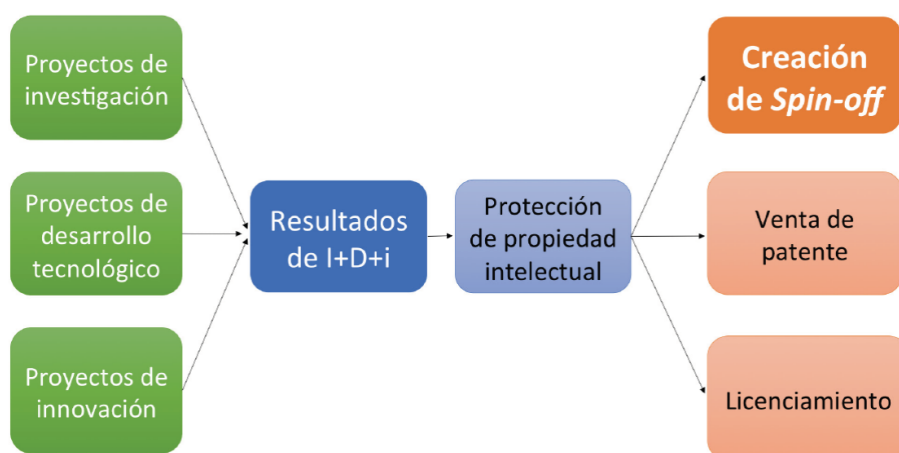 Proyectos de
investigación
Proyectos de
desarrollo
tecnológico
Proyectos de
innovación
Resultados
de I+D+i
Protección
de propiedad
intelectual
Creación
de Spin-off
Venta de
patente
Licenciamiento